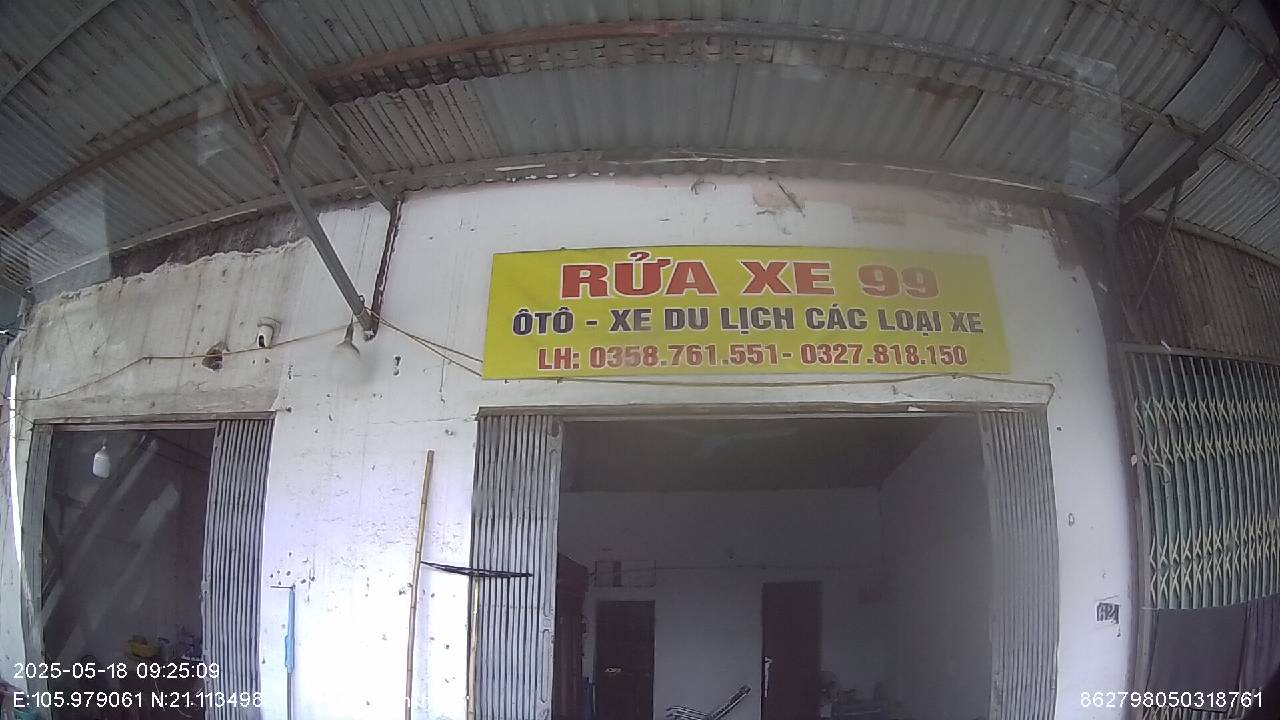 RỬA XE 99
ÔTÔ - XE DU LỊCH CÁC LOẠI XE
LH: 0358.761.551- 0327.818.150
2025-05-18 09:25:09
E:105.979061 N:21.113498
862798050318761